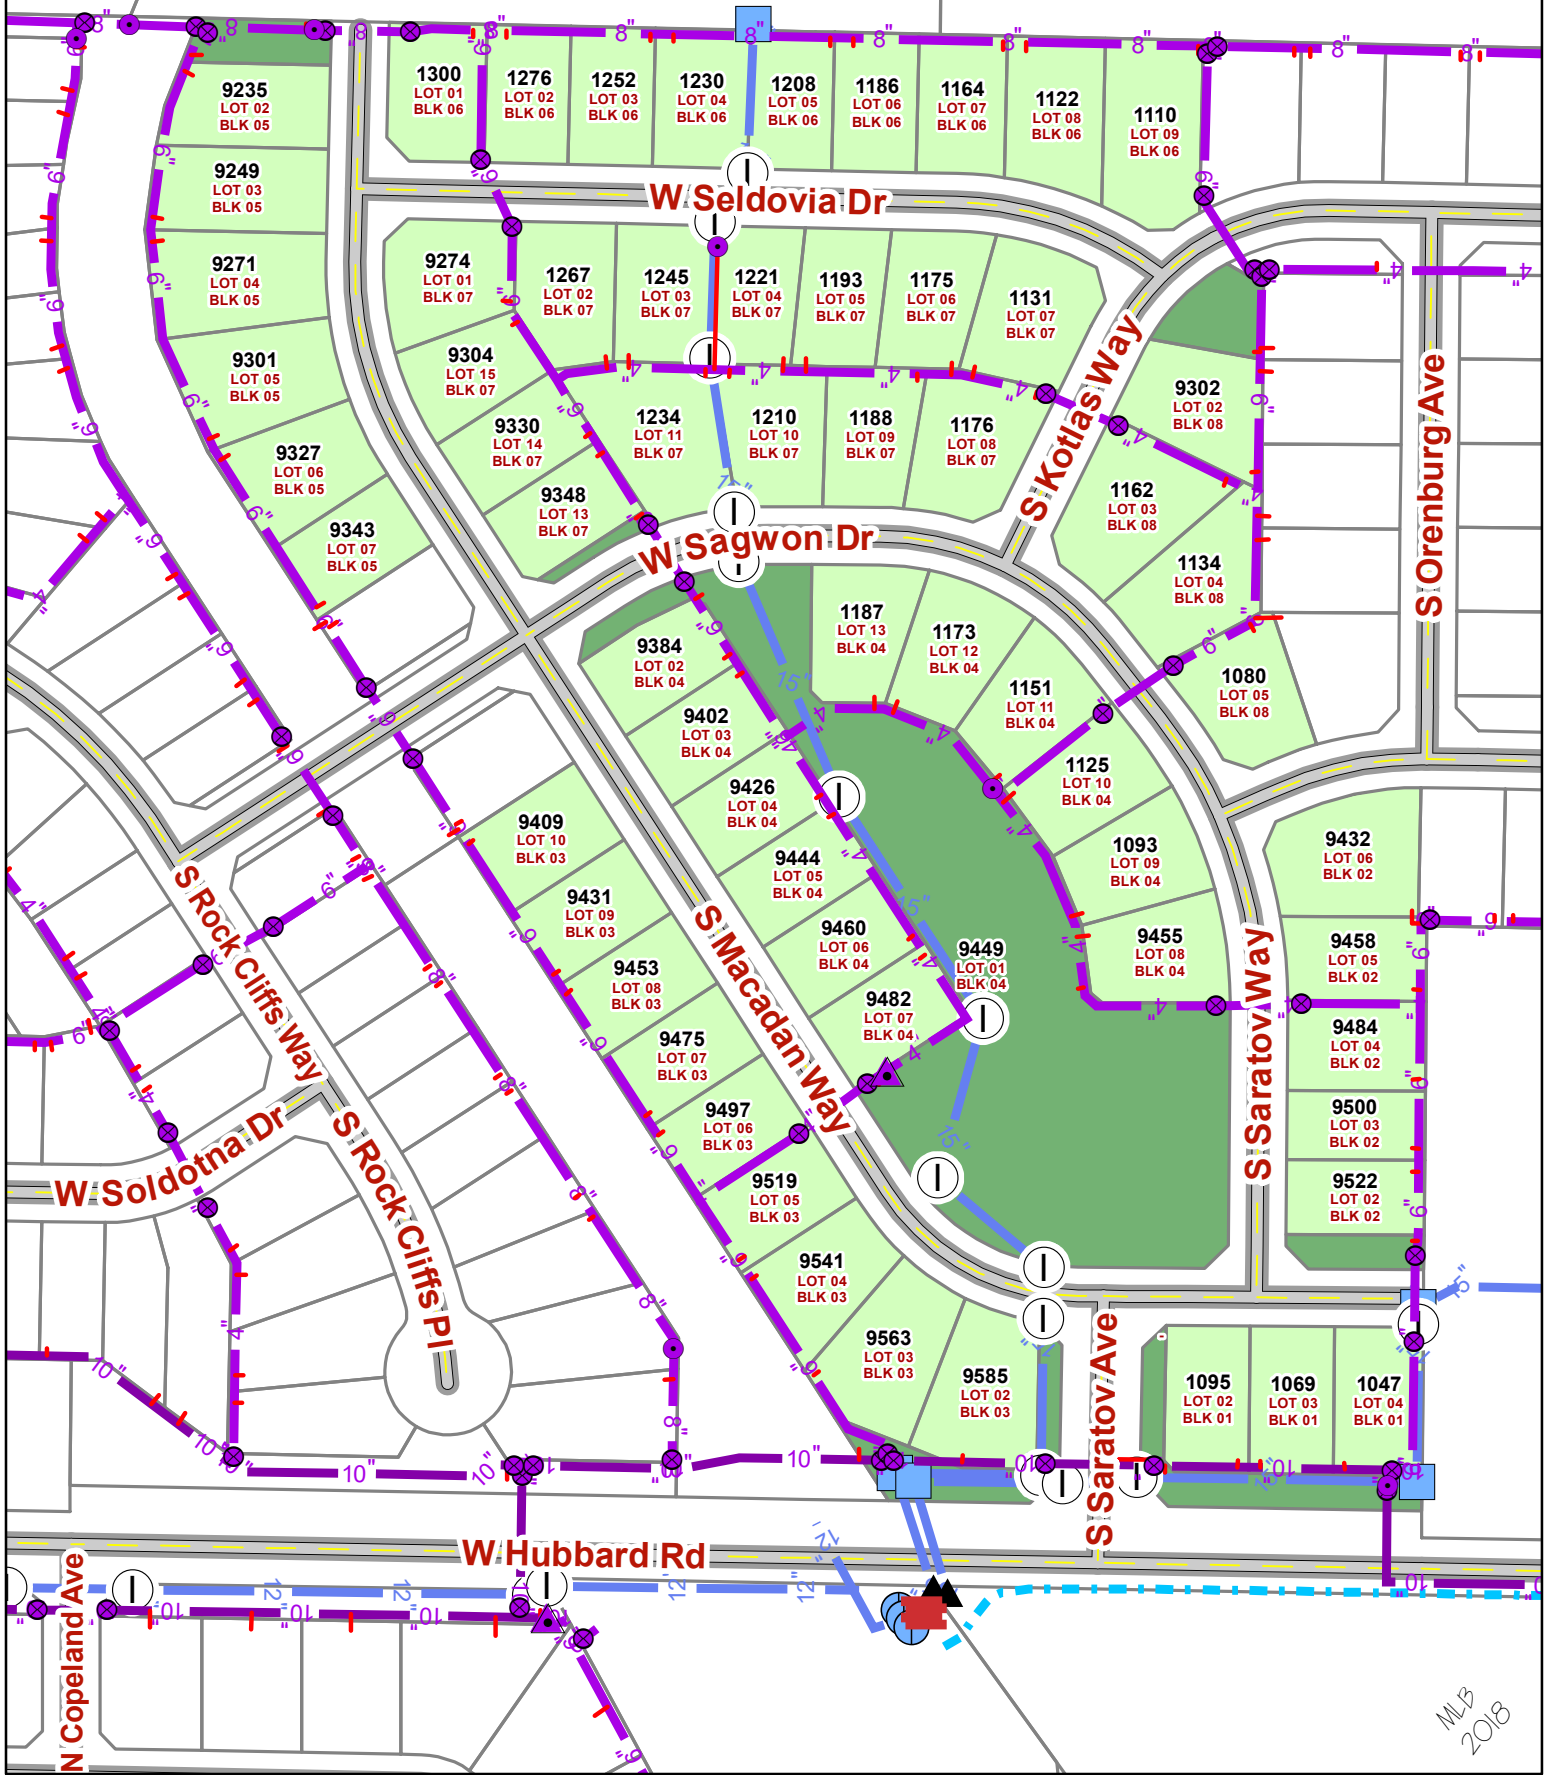 1300
LOT 01
BLK 06
1276
LOT 02
BLK 06
1252
LOT 03
BLK 06
1230
LOT 04
BLK 06
1208
LOT 05
BLK 06
1186
LOT 06
BLK 06
1164
LOT 07
BLK 06
1122
LOT 08
BLK 06
1110
LOT 09
BLK 06
9235
LOT 02
BLK 05
9249
LOT 03
BLK 05
9271
LOT 04
BLK 05
9301
LOT 05
BLK 05
9327
LOT 06
BLK 05
9343
LOT 07
BLK 05
W Seldovia Dr
9274
LOT 01
BLK 07
1267
LOT 02
BLK 07
1245
LOT 03
BLK 07
1221
LOT 04
BLK 07
1193
LOT 05
BLK 07
1175
LOT 06
BLK 07
1131
LOT 07
BLK 07
9304
LOT 15
BLK 07
9330
LOT 14
BLK 07
9348
LOT 13
BLK 07
1234
LOT 11
BLK 07
1210
LOT 10
BLK 07
1188
LOT 09
BLK 07
1176
LOT 08
BLK 07
S Kotlas Way
9302
LOT 02
BLK 08
1162
LOT 03
BLK 08
1134
LOT 04
BLK 08
1080
LOT 05
BLK 08
S Orenburg Ave
W Sagwon Dr
9384
LOT 02
BLK 04
9402
LOT 03
BLK 04
9426
LOT 04
BLK 04
9444
LOT 05
BLK 04
9460
LOT 06
BLK 04
9482
LOT 07
BLK 04
9449
LOT 01
BLK 04
1187
LOT 13
BLK 04
1173
LOT 12
BLK 04
1151
LOT 11
BLK 04
1125
LOT 10
BLK 04
1093
LOT 09
BLK 04
9455
LOT 08
BLK 04
9409
LOT 10
BLK 03
9431
LOT 09
BLK 03
9453
LOT 08
BLK 03
9475
LOT 07
BLK 03
9497
LOT 06
BLK 03
9519
LOT 05
BLK 03
9541
LOT 04
BLK 03
9563
LOT 03
BLK 03
9585
LOT 02
BLK 03
S Macadan Way
S Saratov Way
9432
LOT 06
BLK 02
9458
LOT 05
BLK 02
9484
LOT 04
BLK 02
9500
LOT 03
BLK 02
9522
LOT 02
BLK 02
1095
LOT 02
BLK 01
1069
LOT 03
BLK 01
1047
LOT 04
BLK 01
S Rock Cliffs Way
W Soldotna Dr
S Rock Cliffs Pl
S Saratov Ave
W Hubbard Rd
N Copeland Ave
8"
8"
8"
8"
8"
6"
6"
4"
4"
15"
15"
15"
15"
10"
10"
10"
10"
12"
12"
12"
12"
MLB
2018